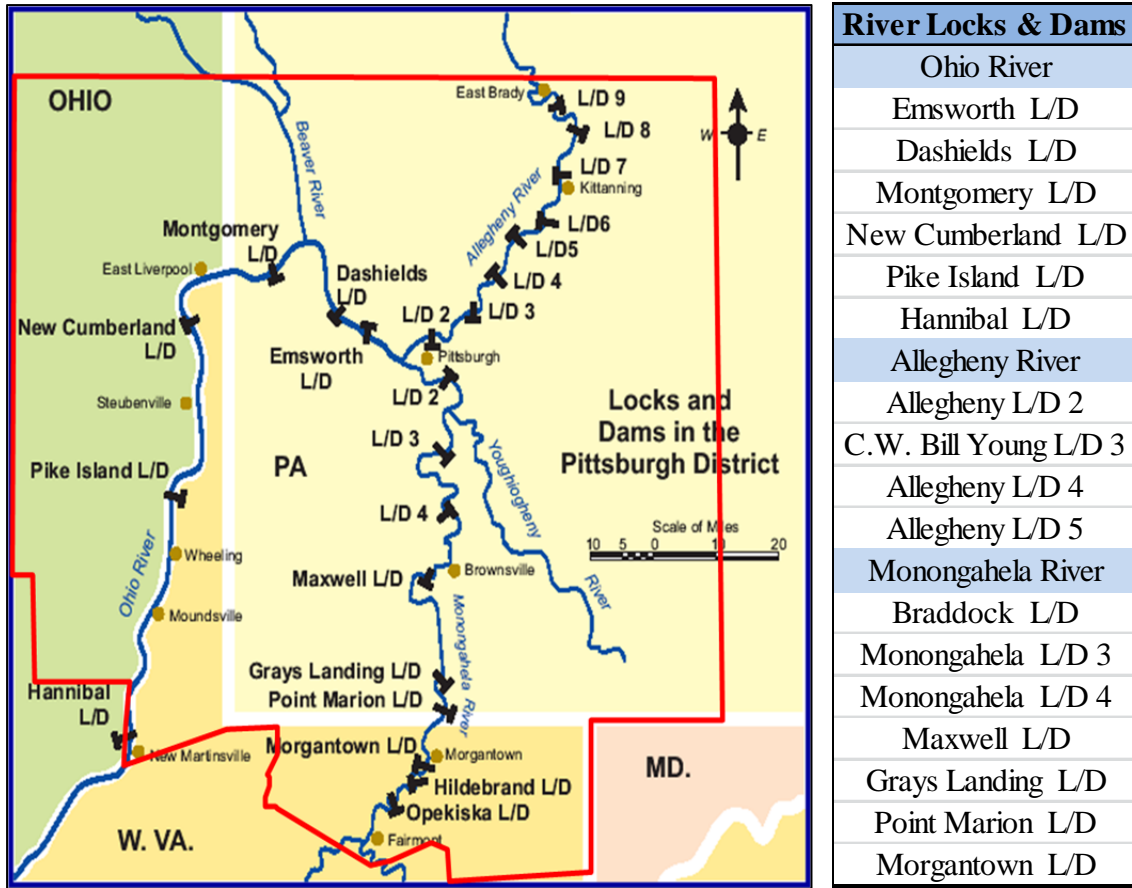 OHIO
East Brady
L/D 9
L/D 8
W
E
L/D 7
Kittanning
Beaver River
Allegheny River
L/D6
L/D5
Montgomery
L/D
East Liverpool
Dashields
L/D
L/D 4
L/D 3
New Cumberland
L/D
L/D 2
Pittsburgh
Emsworth
L/D
L/D 2
Steubenville
Locks and
Dams in the
Pittsburgh District
L/D 3
Youghiogheny
River
PA
Pike Island L/D
L/D 4
Scale of Miles
10 5 0 10 20
Wheeling
Ohio River
Maxwell L/D
Brownsville
Moundsville
Monongahela River
Grays Landing L/D
Point Marion L/D
Hannibal
L/D
New Martinsville
Morgantown L/D
Morgantown
Hildebrand L/D
Opekiska L/D
MD.
W. VA.
Fairmont
River Locks & Dams
Ohio River
Emsworth L/D
Dashields L/D
Montgomery L/D
New Cumberland L/D
Pike Island L/D
Hannibal L/D
Allegheny River
Allegheny L/D 2
C.W. Bill Young L/D 3
Allegheny L/D 4
Allegheny L/D 5
Monongahela River
Braddock L/D
Monongahela L/D 3
Monongahela L/D 4
Maxwell L/D
Grays Landing L/D
Point Marion L/D
Morgantown L/D